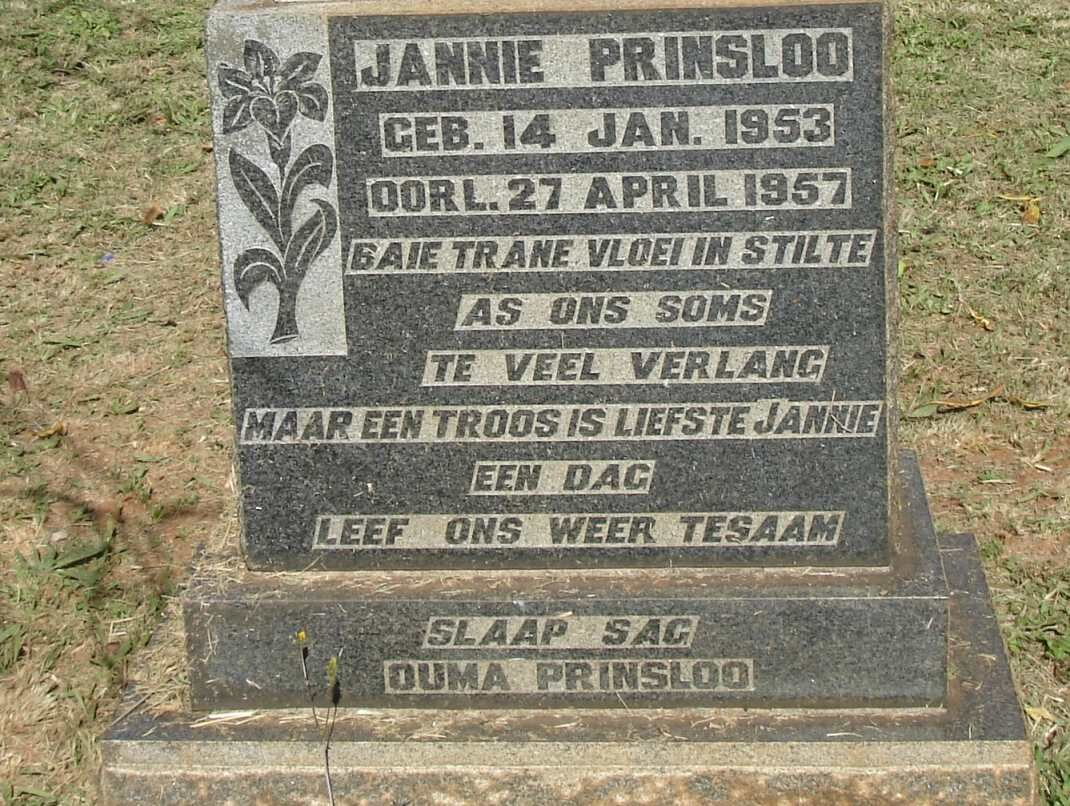 JANNIE PRINSLOO
GEB. 14 JAN. 1953
OORL. 27 APRIL 1957
BAIE TRANE VLOEI IN STILTE
AS ONS SOMS
TE VEEL VERLANG
MAAR EEN TROOS IS LIEFSTE JANNIE
EEN DAG
LEEF ONS WEER TESAAM
SLAAP SAG
OUMA PRINSLOO